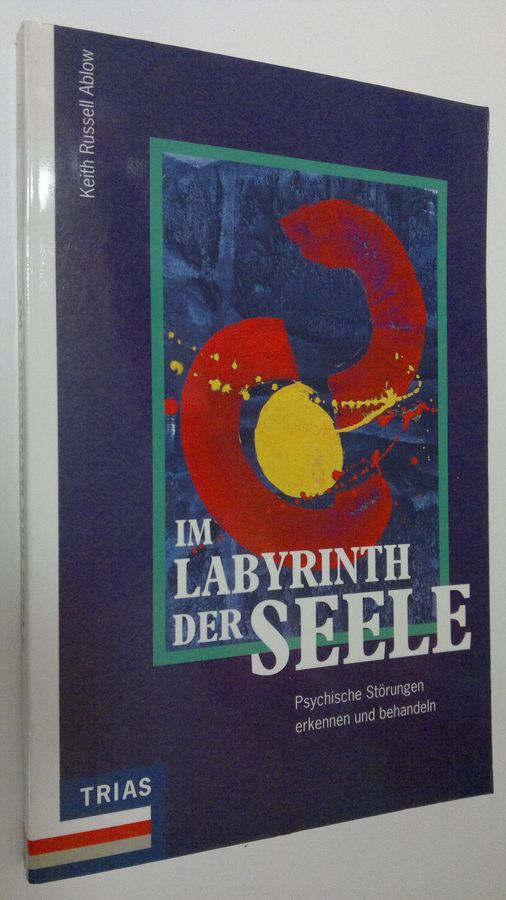 Keith Russell Ablow
IM
LABYRINTH
DER SEELE
Psychische Störungen
erkennen und behandeln
TRIAS